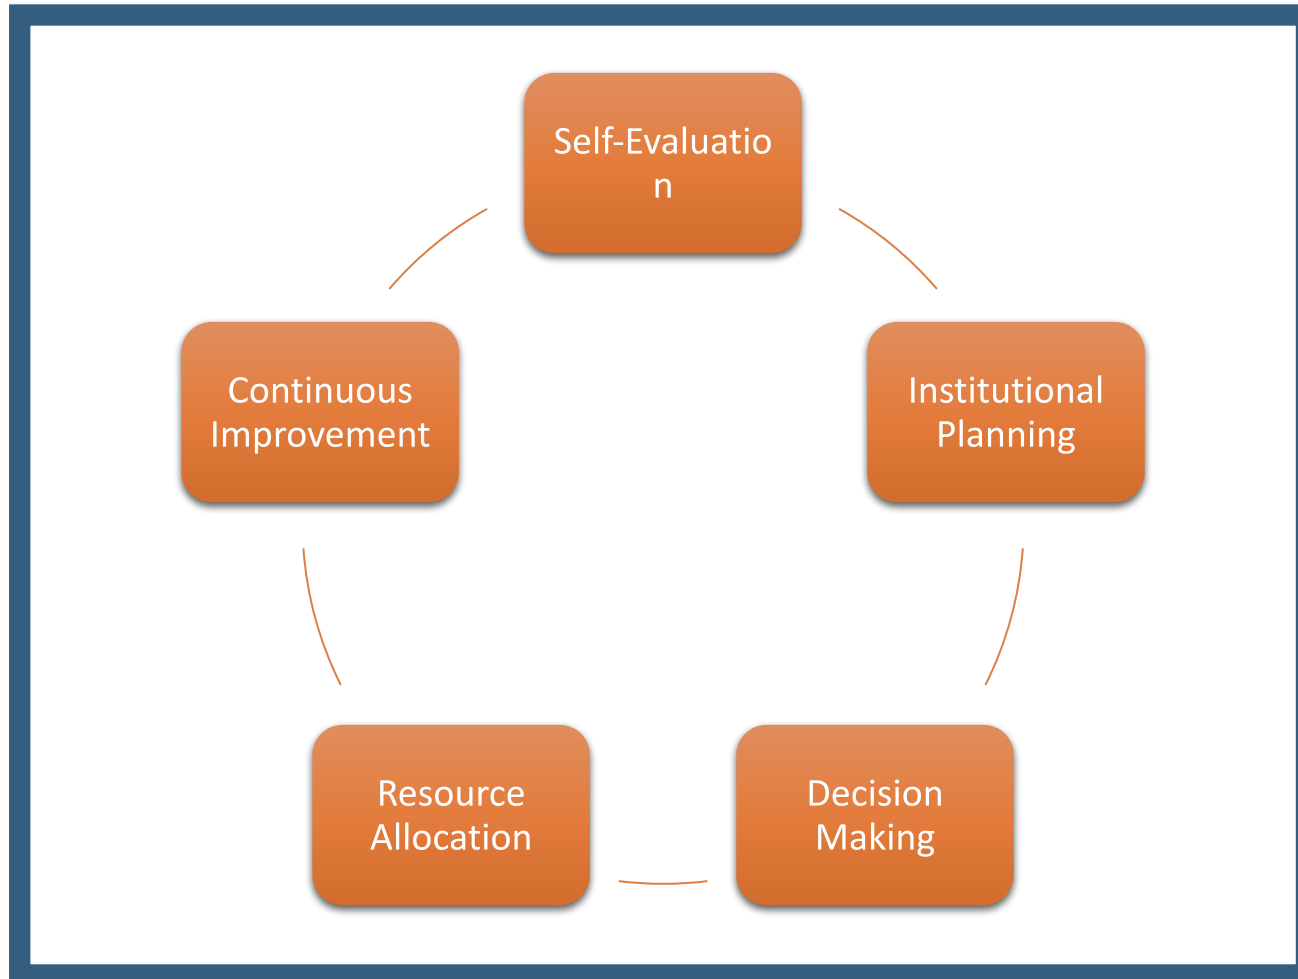 Self-Evaluatio
n
Institutional
Planning
Decision
Making
Resource
Allocation
Continuous
Improvement